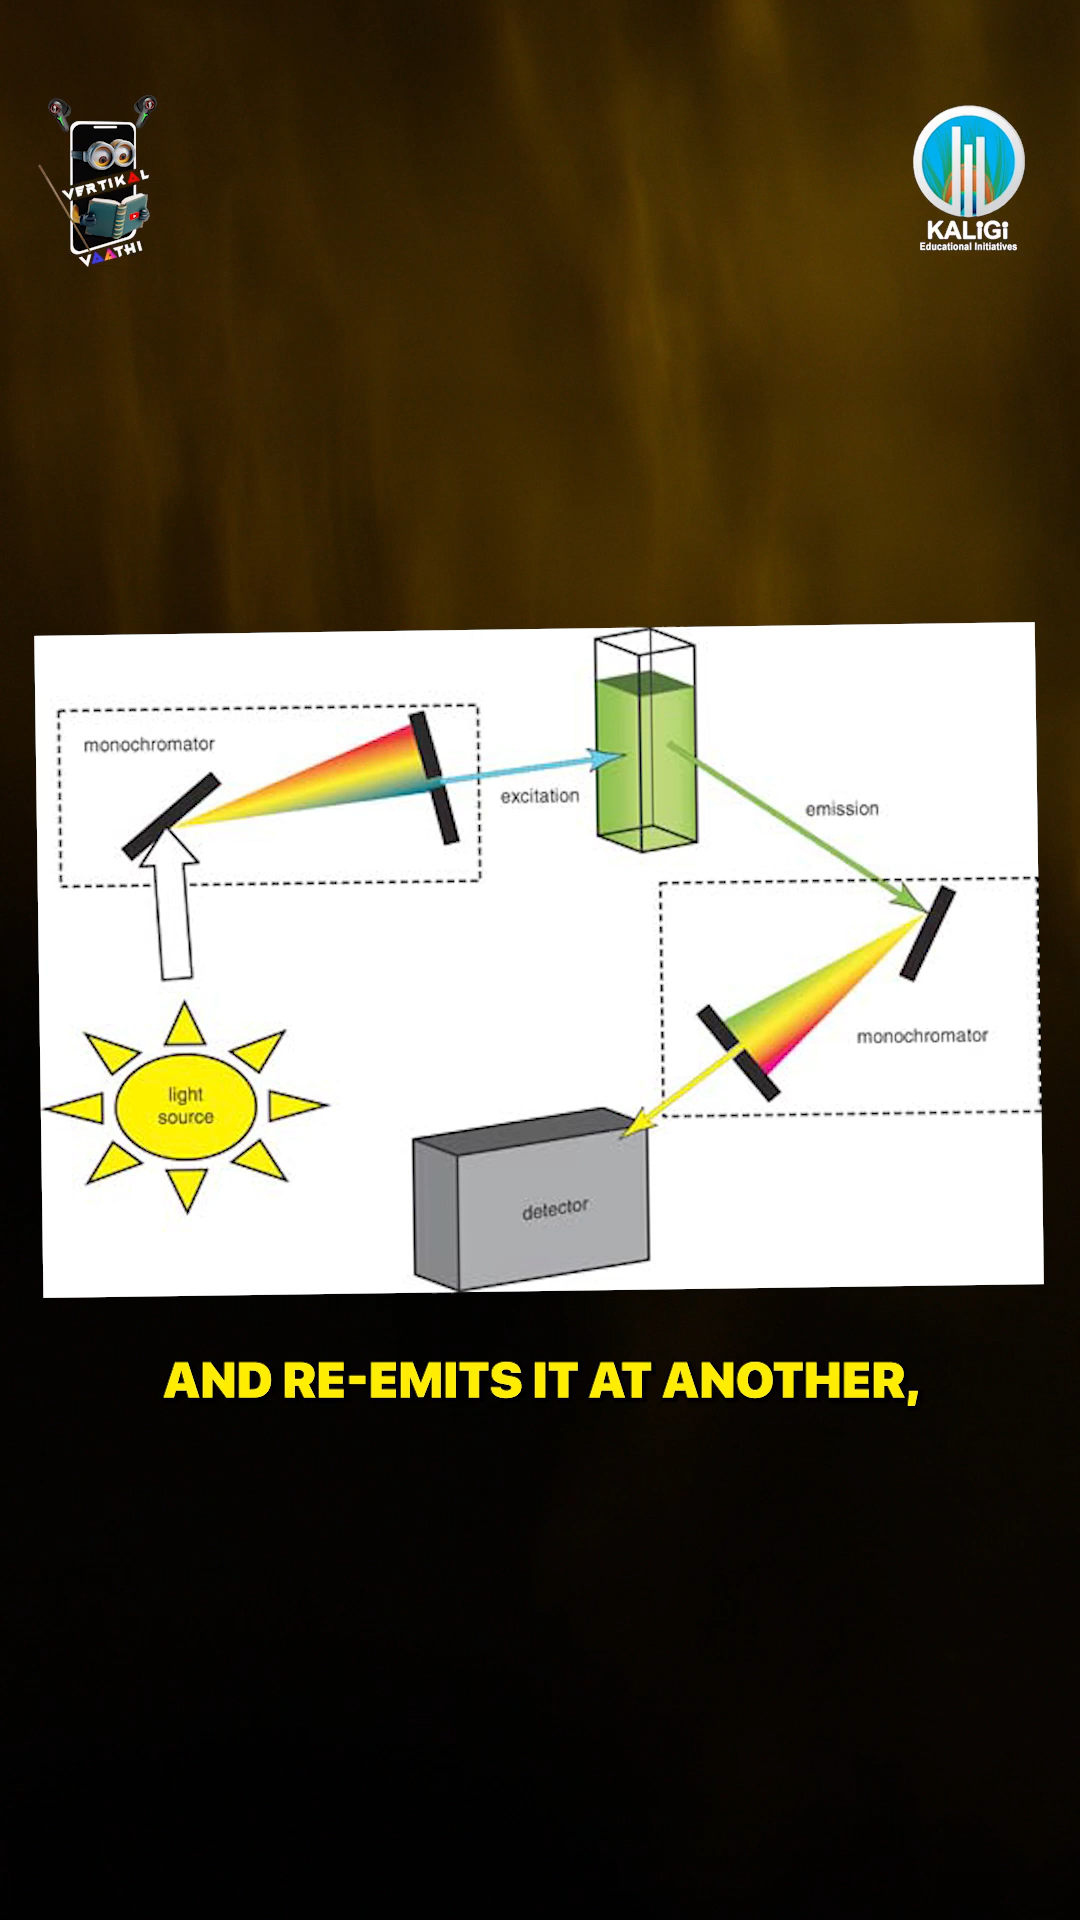 VERTIKAL
VAATHI
KALiGi
Educational Initiatives
monochromator
excitation
emission
monochromator
light
source
detector
AND RE-EMITS IT AT ANOTHER,